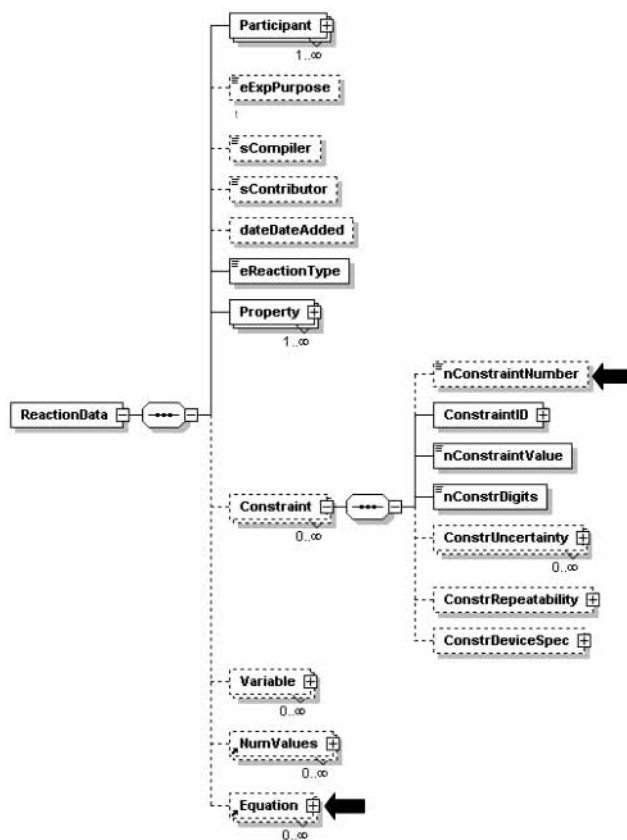 Participant
1..∞
eExpPurpose
t
sCompiler
sContributor
dateDateAdded
eReactionType
Property
1..∞
ReactionData
Constraint
0..∞
nConstraintNumber
ConstraintID
nConstraintValue
nConstrDigits
ConstrUncertainty
0..∞
ConstrRepeatability
ConstrDeviceSpec
Variable
0..∞
NumValues
0..∞
Equation
0..∞